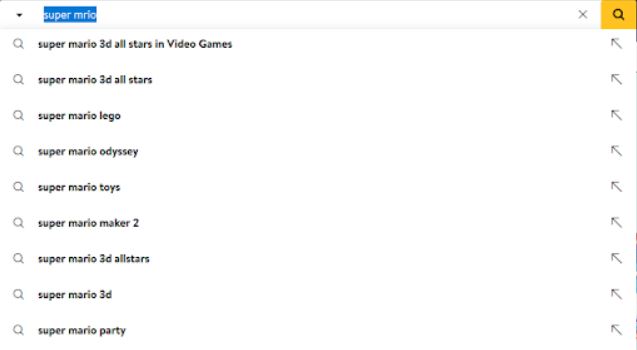 super mrio
super mario 3d all stars in Video Games
super mario 3d all stars
super mario lego
super mario odyssey
super mario toys
super mario maker 2
super mario 3d allstars
super mario 3d
super mario party